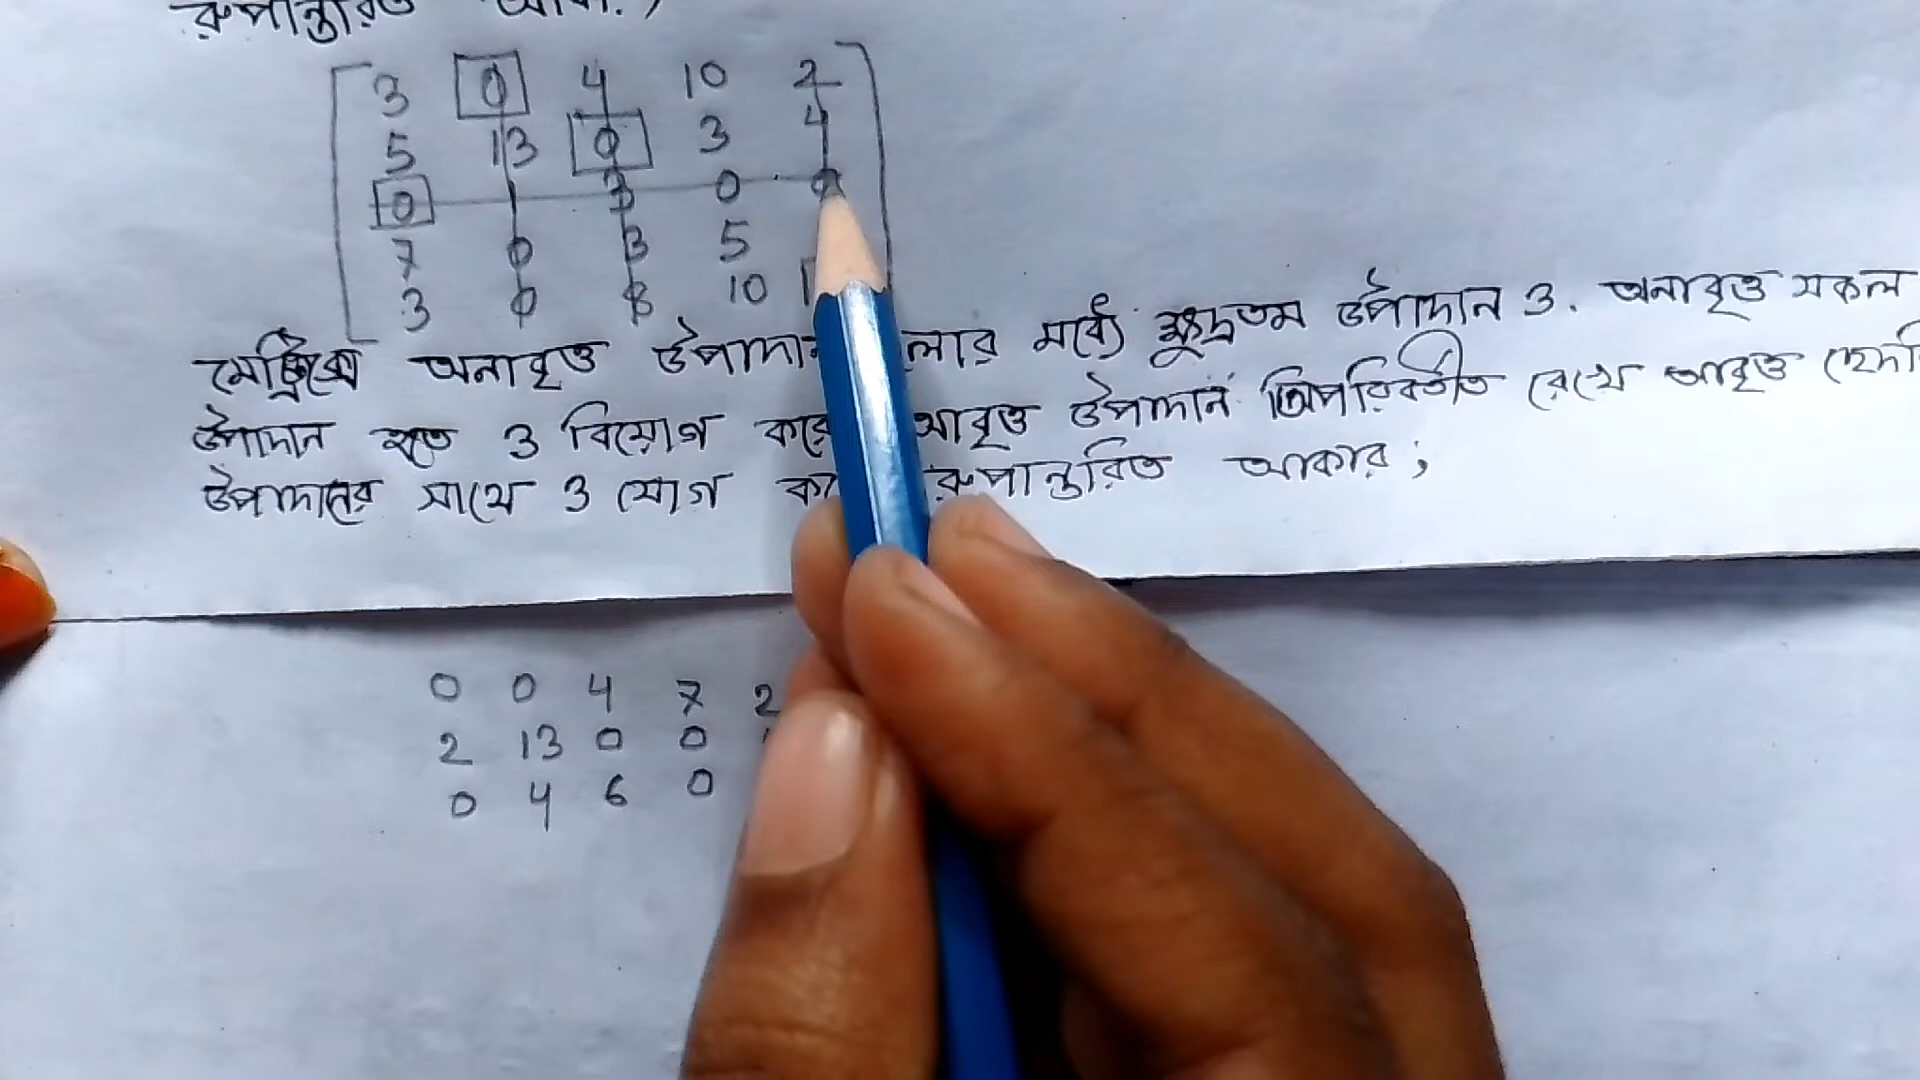 রুপান্তরিত
3 0 4 10 2
5 13 0 3 4
0 1 3 0 0
7 0 3 5
3 0 8 10
অনাবৃত্ত মধ্যে ক্ষুদ্রতম উপাদান 3. অনাবৃত্ত সকল
উপাদান হতে 3 বিয়োগ করে আবৃত্ত উপাদান অপরিবর্তীত রেখে আবৃত্ত
উপাদানের সাথে 3 যোগ রুপান্তরিত আকার ;
0 0 4 7 2
2 13 0 0
0 4 6 0